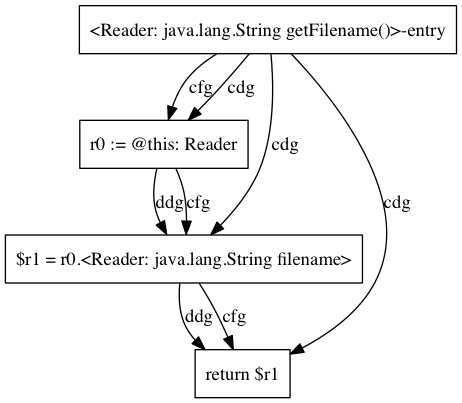 <Reader: java.lang.String getFilename()>-entry
cfg
cdg
r0 := @this: Reader
cdg
cdg
ddg
cfg
$r1 = r0.<Reader: java.lang.String filename>
ddg
cfg
return $r1